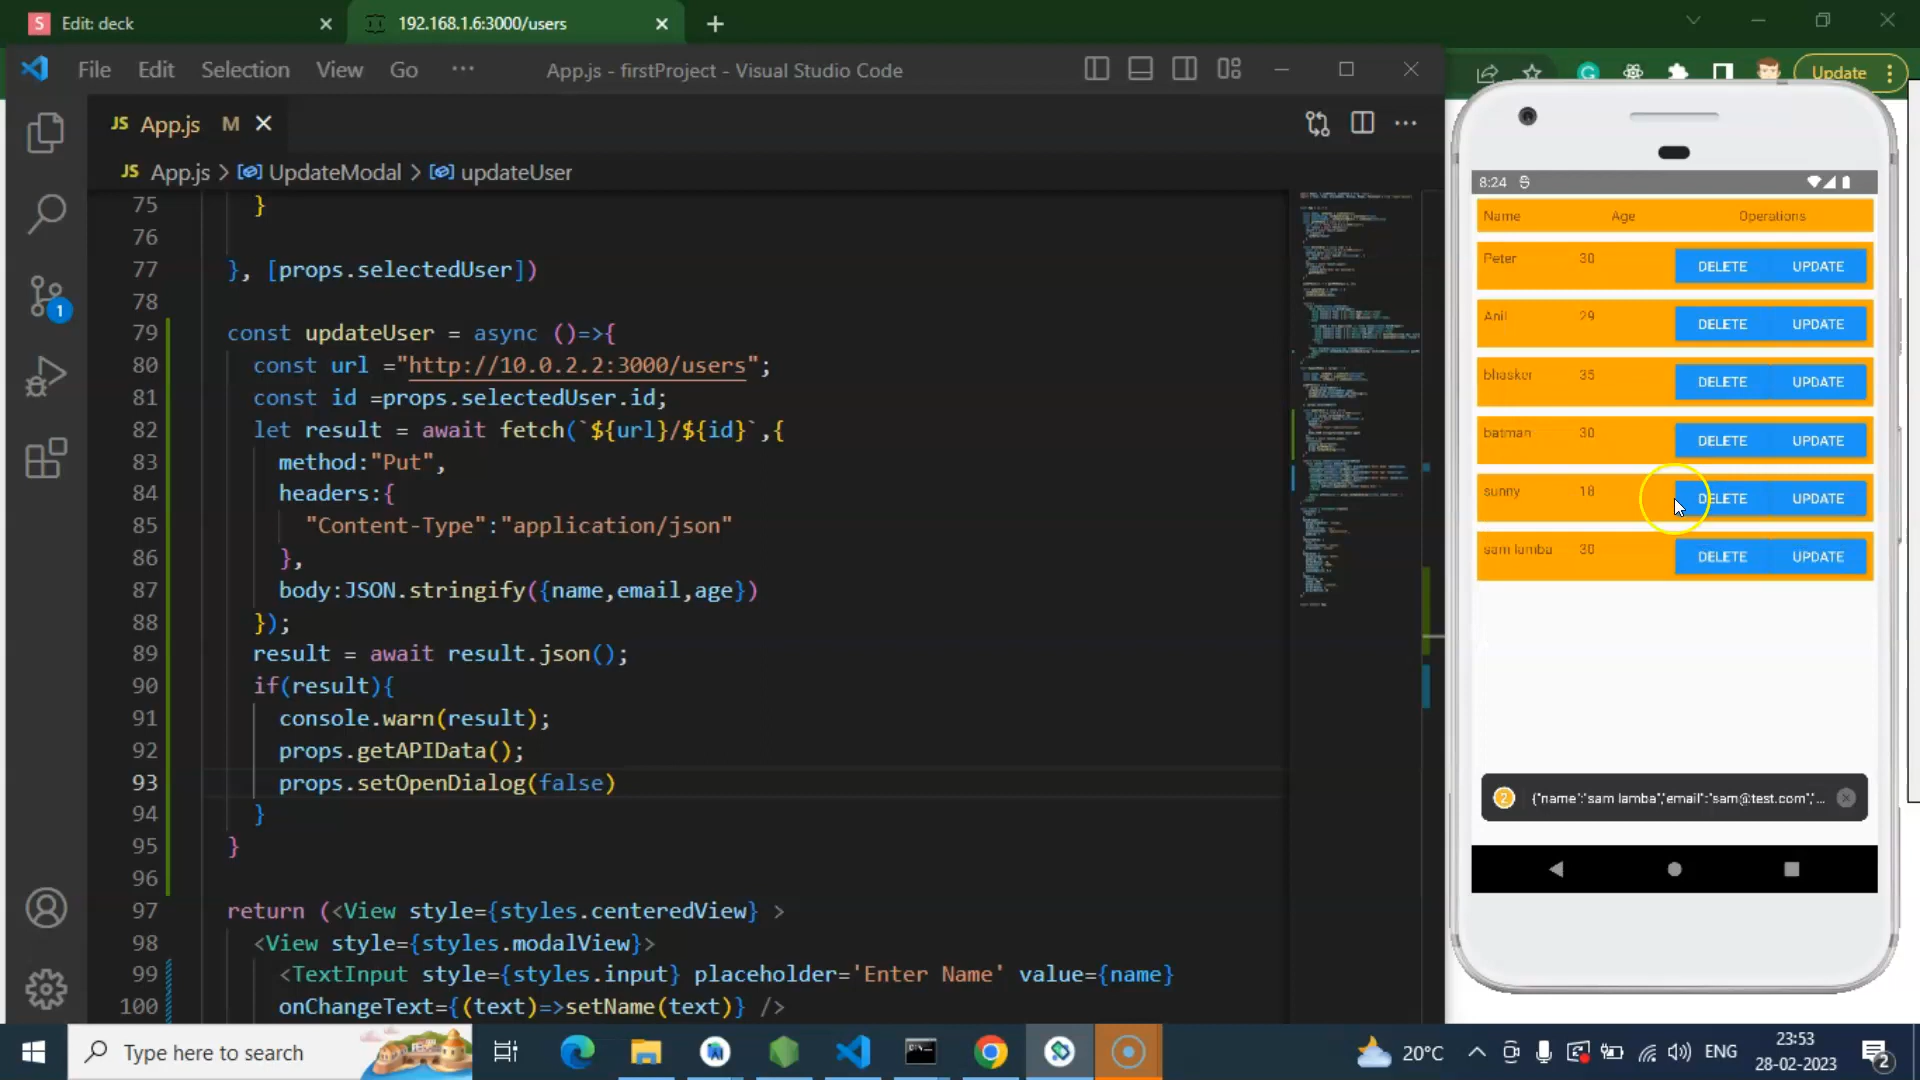 Edit: deck
192.168.1.6:3000/users
File Edit Selection View Go ···
App.js - firstProject - Visual Studio Code
Update
JS App.js M
JS App.js > UpdateModal > updateUser
75 }
76
77 }, [props.selectedUser])
78
79 const updateUser = async ()=>{
80 const url ="http://10.0.2.2:3000/users";
81 const id =props.selectedUser.id;
82 let result = await fetch(`${url}/${id}`,{
83 method:"Put",
84 headers:{
85 "Content-Type":"application/json"
86 },
87 body:JSON.stringify({name,email,age})
88 });
89 result = await result.json();
90 if(result){
91 console.warn(result);
92 props.getAPIData();
93 props.setOpenDialog(false)
94 }
95 }
96
97 return (<View style={styles.centeredView} >
98 <View style={styles.modalView}>
99 <TextInput style={styles.input} placeholder='Enter Name' value={name}
100 onChangeText={(text)=>setName(text)} />
1
8:24
Name Age Operations
Peter 30 DELETE UPDATE
Anil 29 DELETE UPDATE
bhasker 35 DELETE UPDATE
batman 30 DELETE UPDATE
sunny 18 DELETE UPDATE
sam lamba 30 DELETE UPDATE
2 {"name":"sam lamba","email":"sam@test.com","...
Type here to search
20°C
ENG
23:53
28-02-2023
2